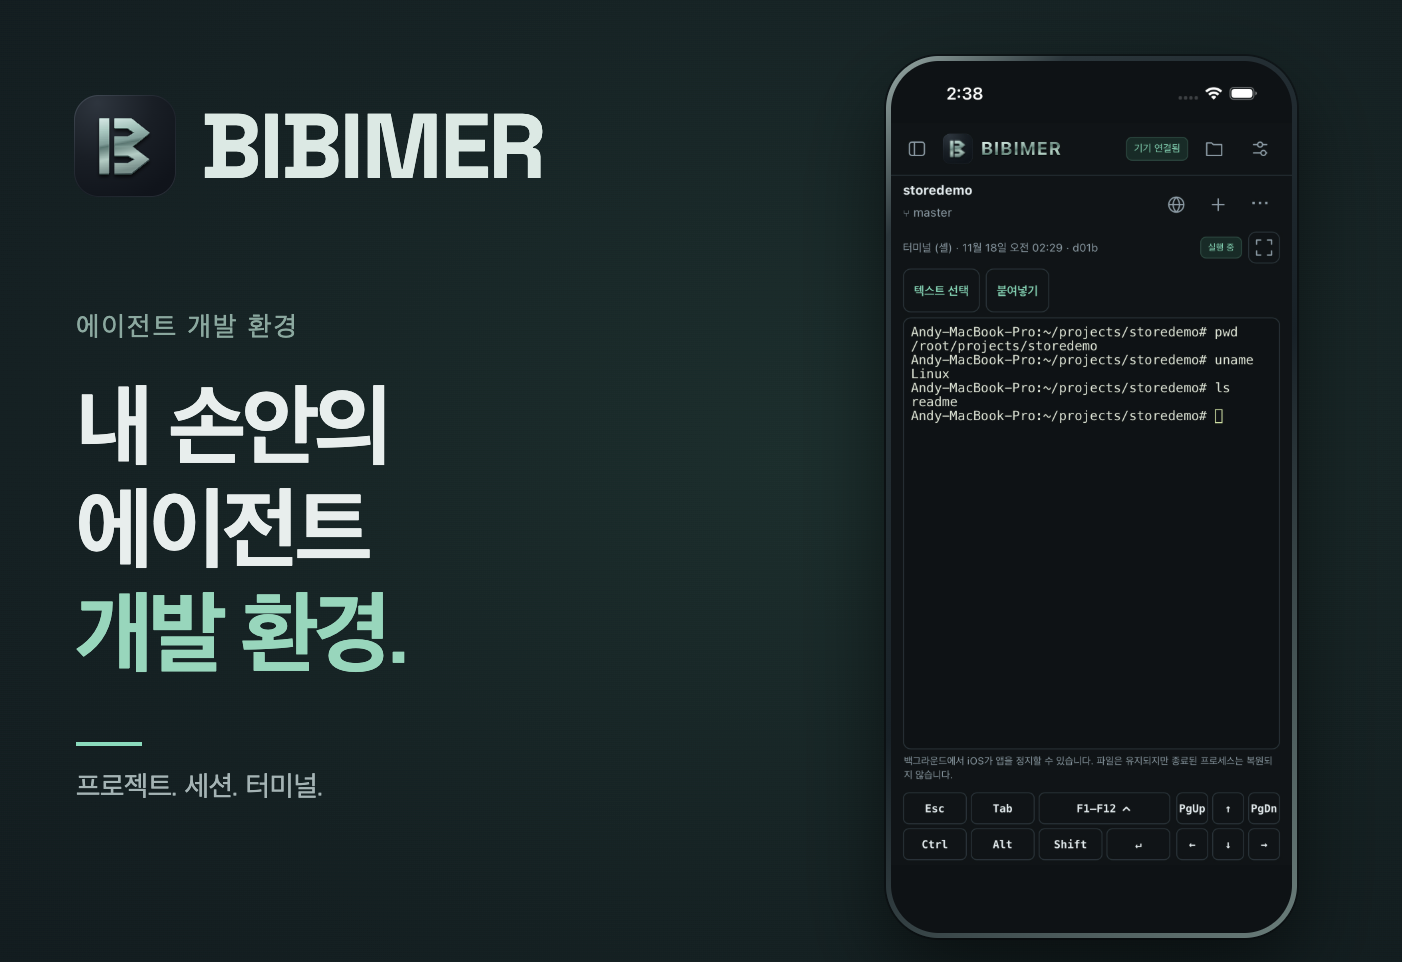 BIBIMER
에이전트 개발 환경
내 손안의
에이전트
개발 환경.
프로젝트. 세션. 터미널.
2:38
BIBIMER
기기 연결됨
storedemo
master
터미널 (셸) · 11월 18일 오전 02:29 · d01b
실행 중
텍스트 선택
붙여넣기
Andy-MacBook-Pro:~/projects/storedemo# pwd
/root/projects/storedemo
Andy-MacBook-Pro:~/projects/storedemo# uname
Linux
Andy-MacBook-Pro:~/projects/storedemo# ls
readme
Andy-MacBook-Pro:~/projects/storedemo#
백그라운드에서 iOS가 앱을 정지할 수 있습니다. 파일은 유지되지만 종료된 프로세스는 복원되
지 않습니다.
Esc Tab F1–F12 PgUp ↑ PgDn
Ctrl Alt Shift ↵ ← ↓ →